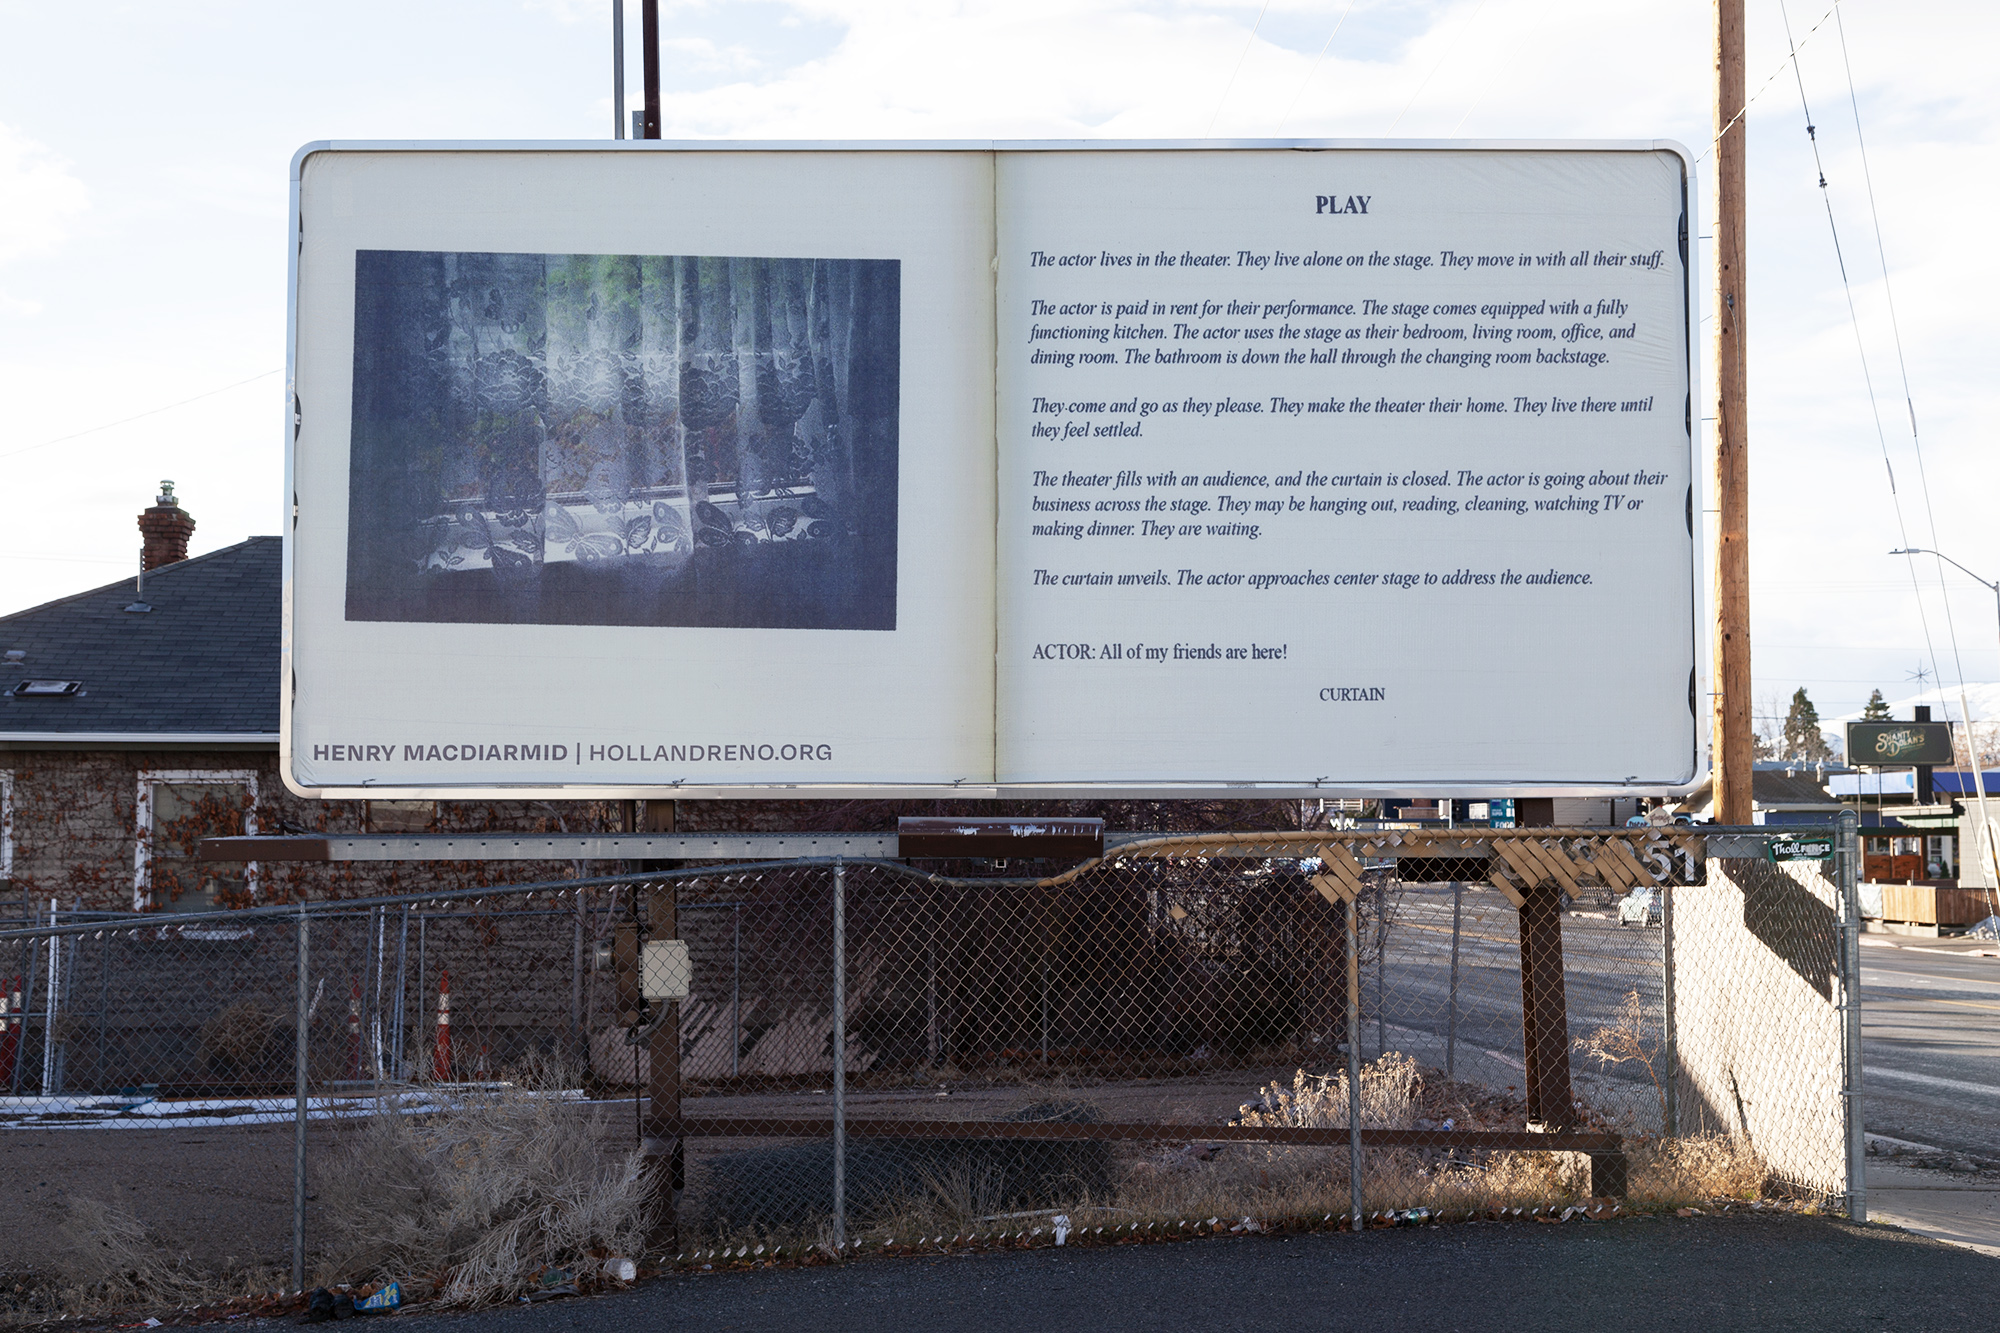 PLAY
The actor lives in the theater. They live alone on the stage. They move in with all their stuff.
The actor is paid in rent for their performance. The stage comes equipped with a fully
functioning kitchen. The actor uses the stage as their bedroom, living room, office, and
dining room. The bathroom is down the hall through the changing room backstage.
They come and go as they please. They make the theater their home. They live there until
they feel settled.
The theater fills with an audience, and the curtain is closed. The actor is going about their
business across the stage. They may be hanging out, reading, cleaning, watching TV or
making dinner. They are waiting.
The curtain unveils. The actor approaches center stage to address the audience.
ACTOR: All of my friends are here!
CURTAIN
HENRY MACDIARMID | HOLLANDRENO.ORG
SHANTY
DOLAN'S
51
Tholl FENCE